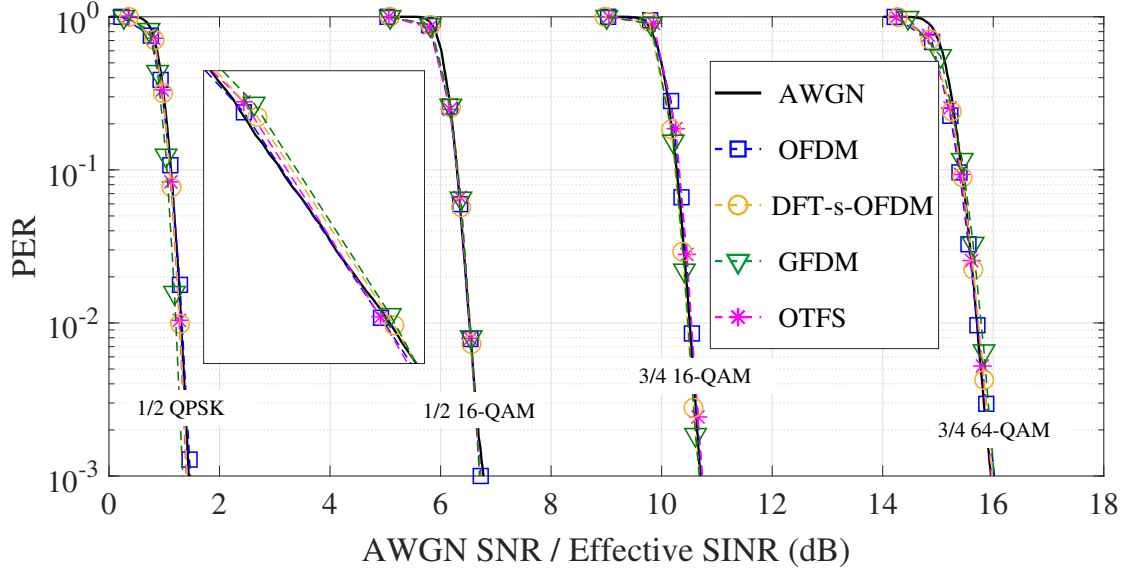 10^0
10^-1
10^-2
10^-3
PER
AWGN
OFDM
DFT-s-OFDM
GFDM
OTFS
1/2 QPSK
1/2 16-QAM
3/4 16-QAM
3/4 64-QAM
0 2 4 6 8 10 12 14 16 18
AWGN SNR / Effective SINR (dB)